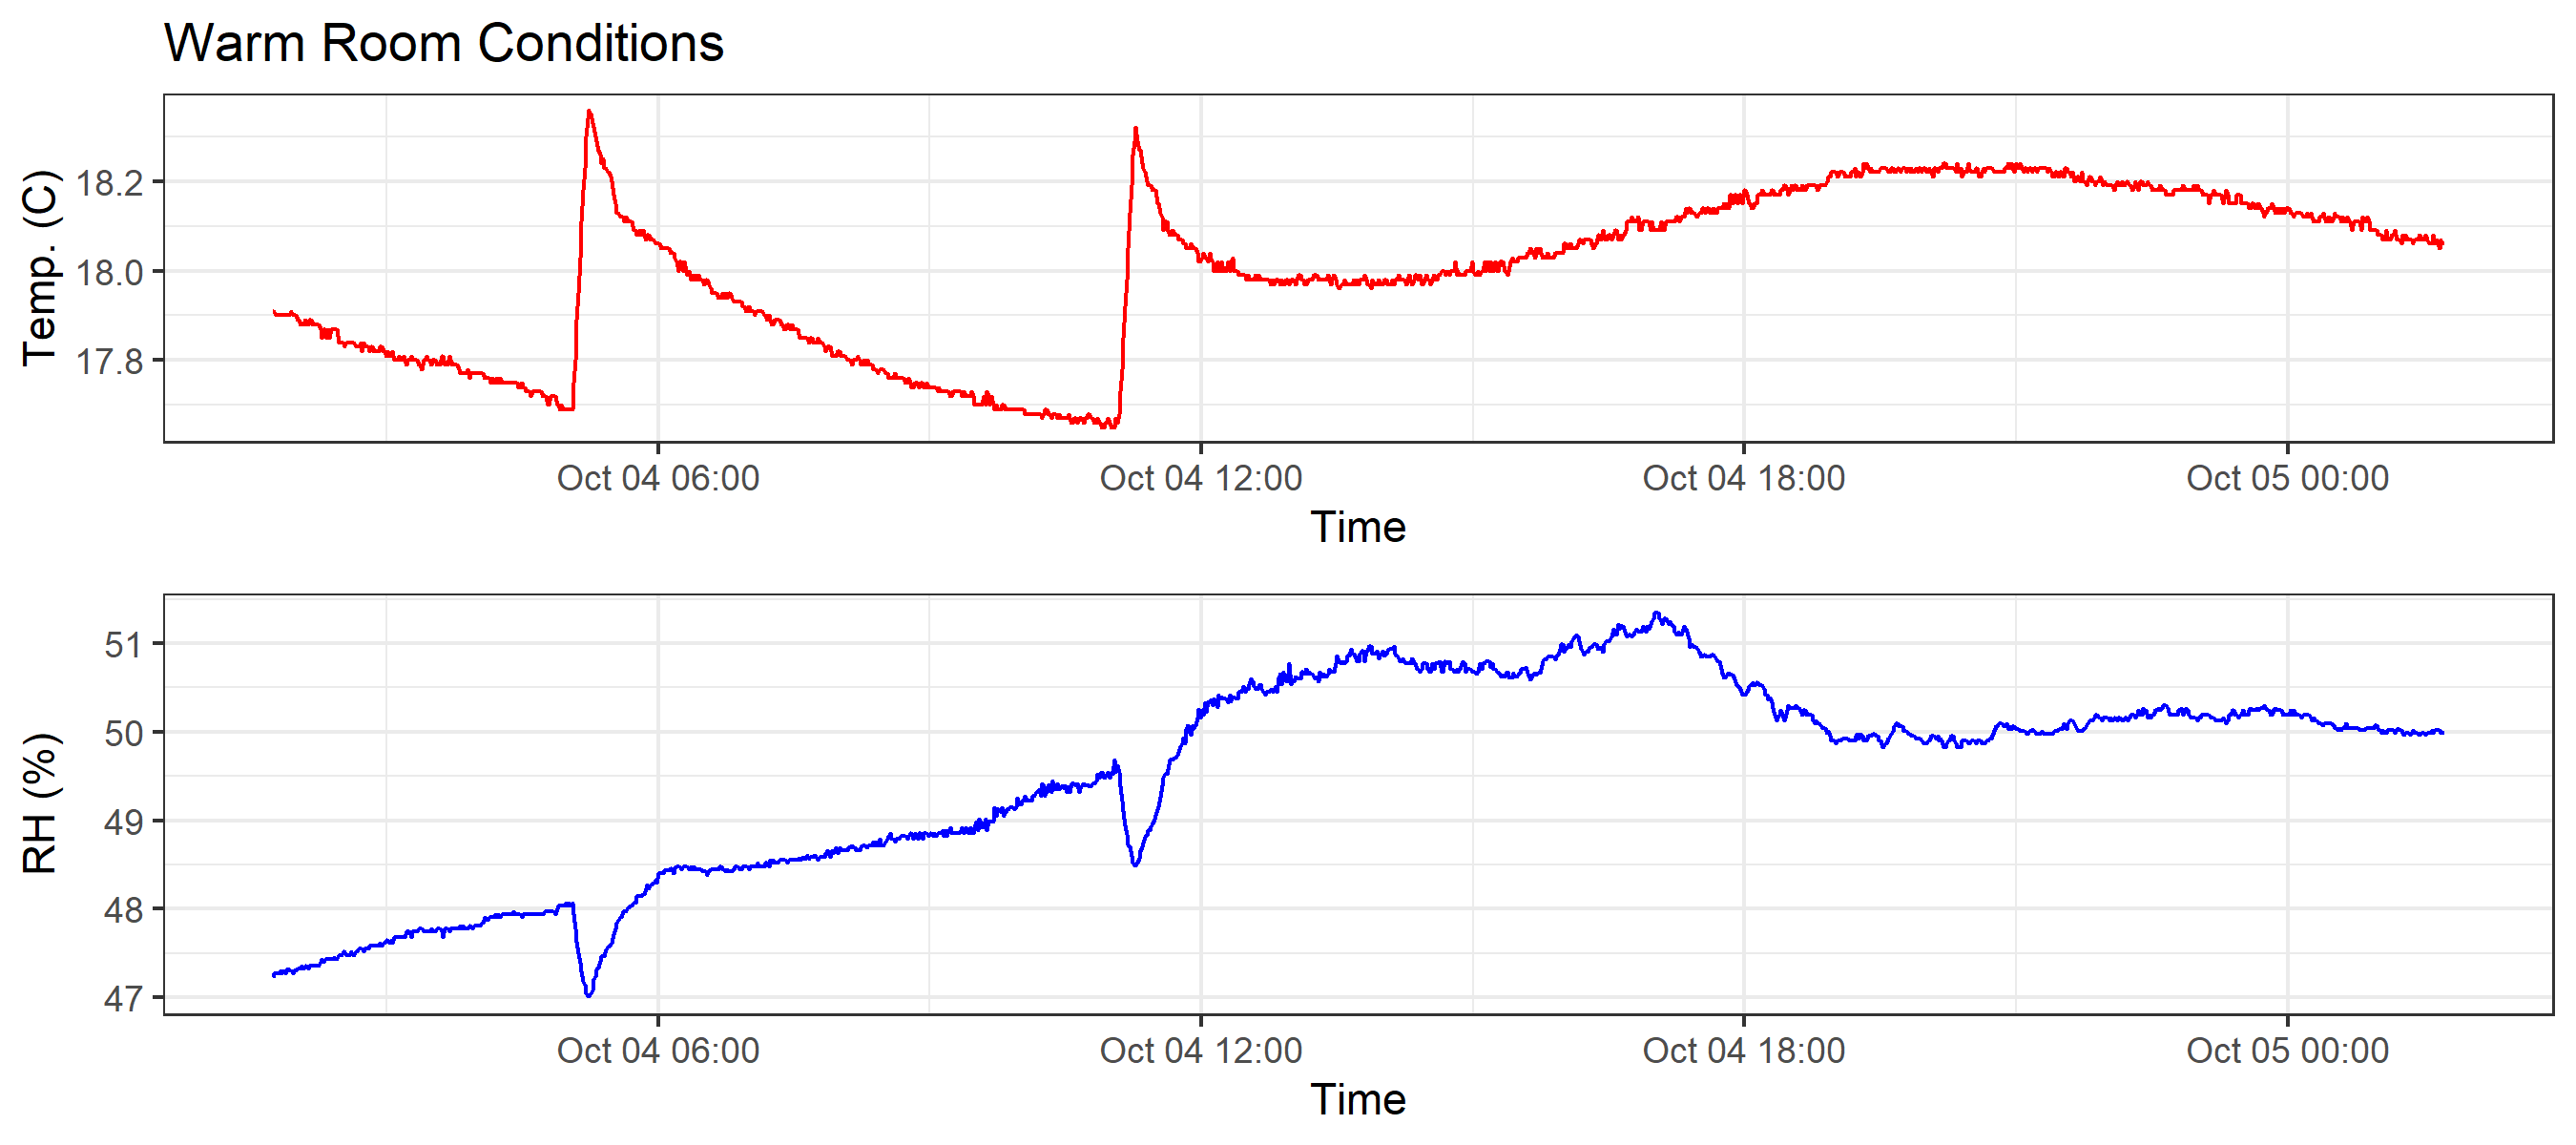 Warm Room Conditions
Temp. (C)
18.2
18.0
17.8
Oct 04 06:00 Oct 04 12:00 Oct 04 18:00 Oct 05 00:00
Time
RH (%)
51
50
49
48
47
Oct 04 06:00 Oct 04 12:00 Oct 04 18:00 Oct 05 00:00
Time